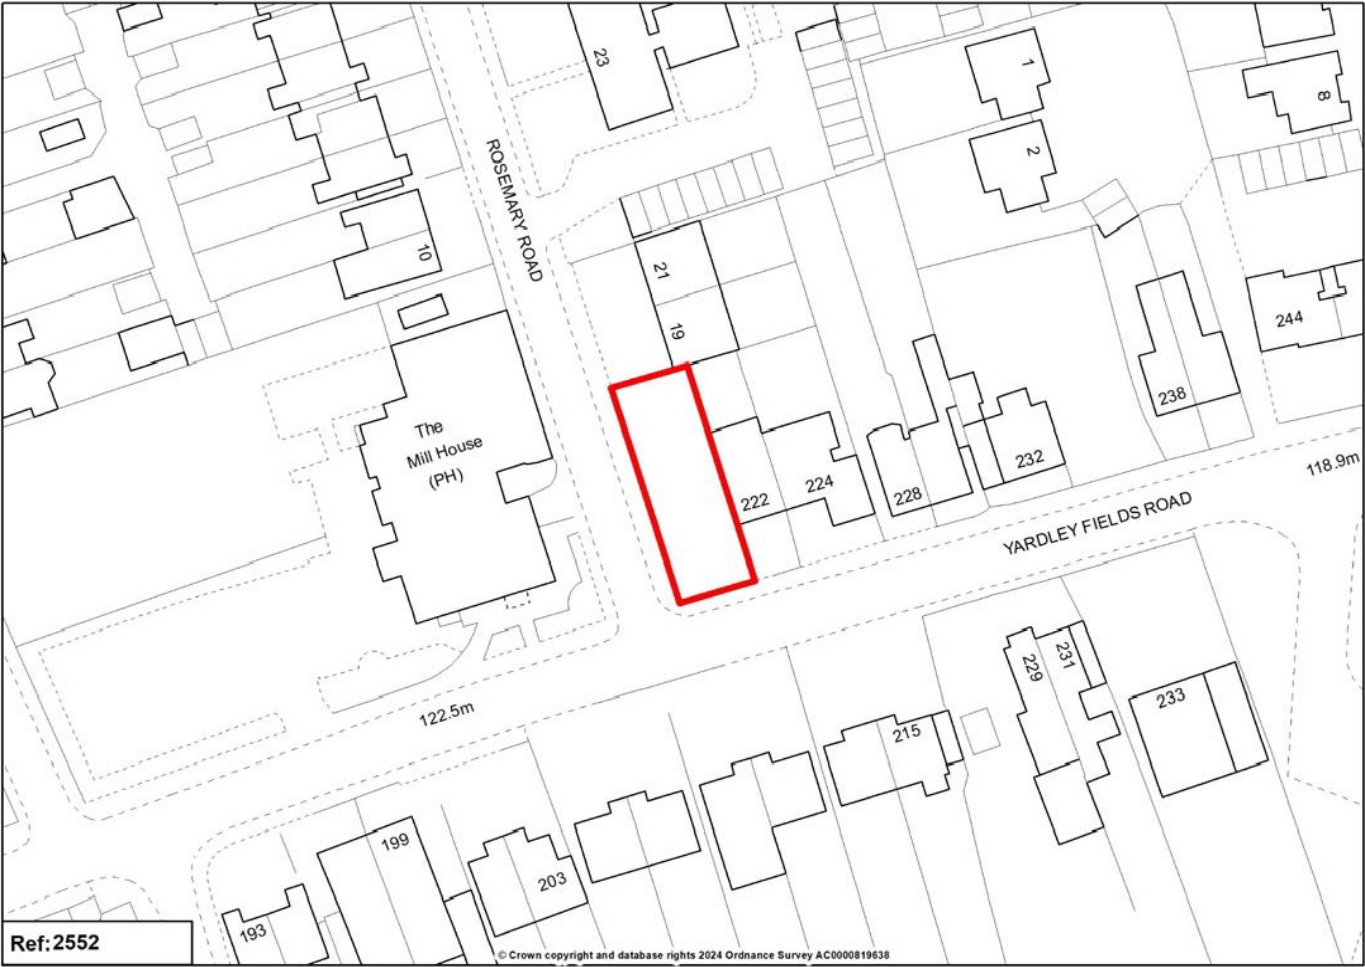 23
1
8
2
ROSEMARY ROAD
10
21
19
244
238
The
Mill House
(PH)
232
224
228
222
118.9m
YARDLEY FIELDS ROAD
229
231
233
122.5m
215
199
203
193
Ref:2552
© Crown copyright and database rights 2024 Ordnance Survey AC0000819638